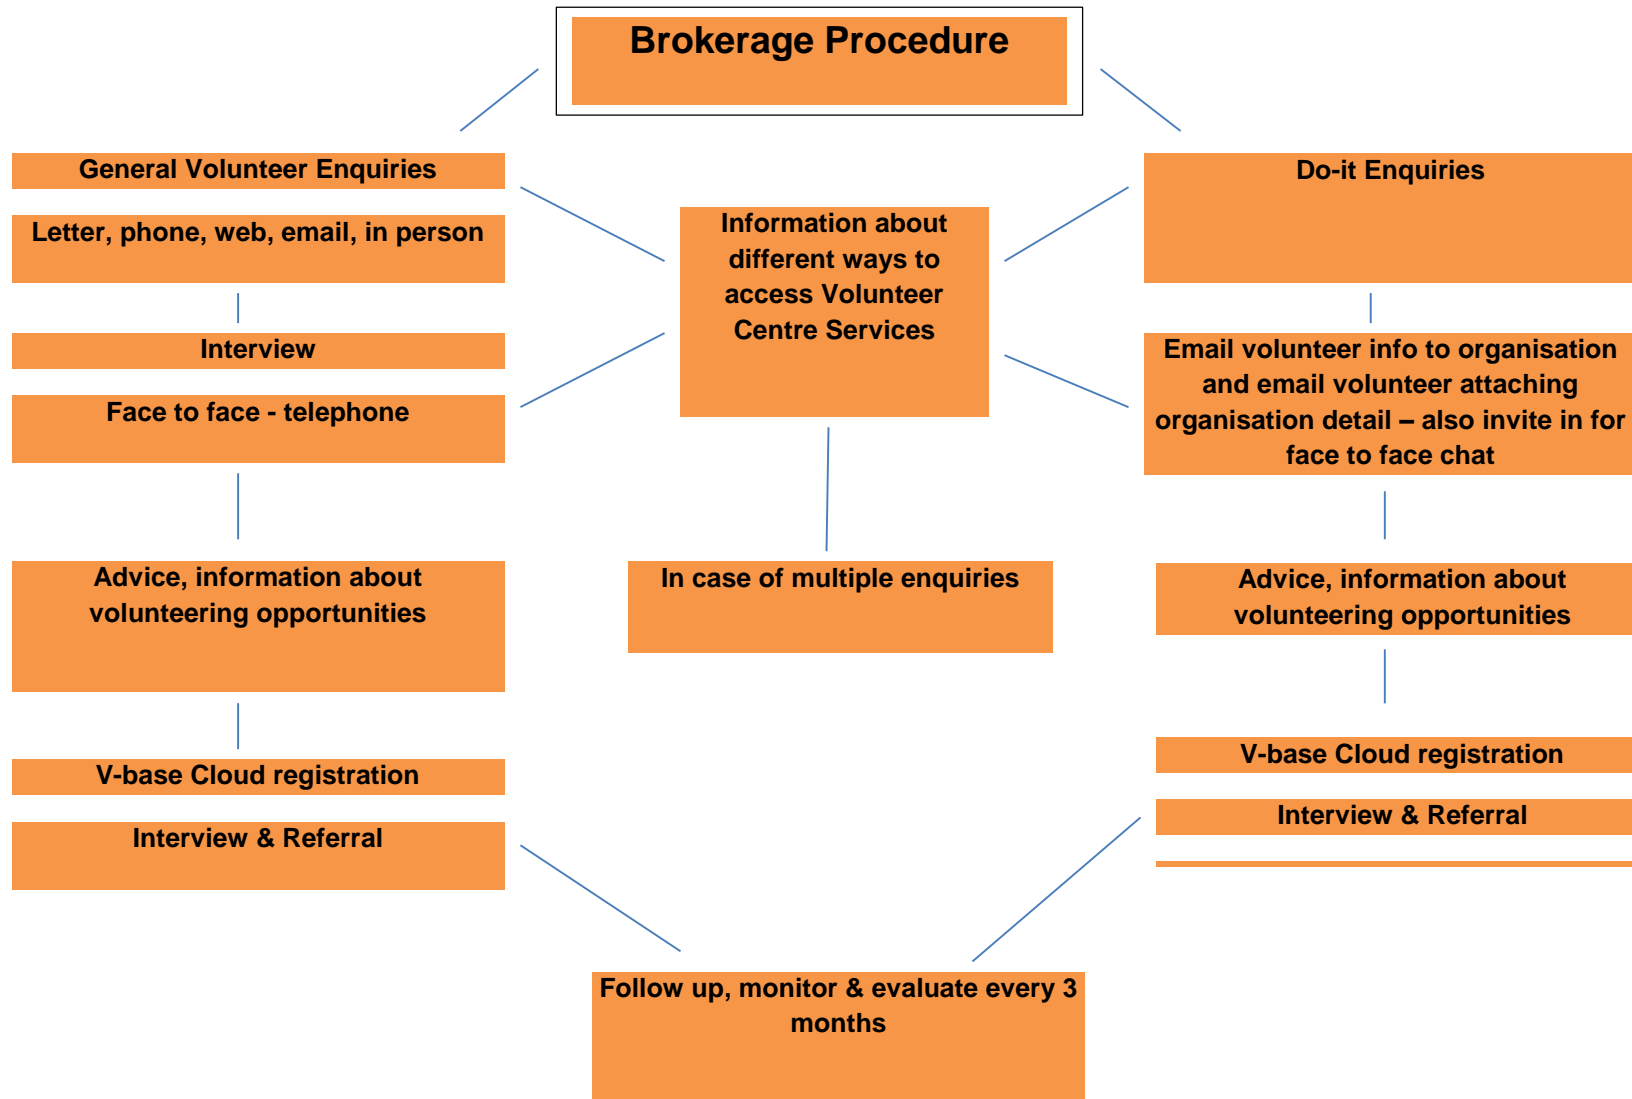 Brokerage Procedure
General Volunteer Enquiries
Letter, phone, web, email, in person
Interview
Face to face - telephone
Advice, information about
volunteering opportunities
V-base Cloud registration
Interview & Referral
Information about
different ways to
access Volunteer
Centre Services
In case of multiple enquiries
Do-it Enquiries
Email volunteer info to organisation
and email volunteer attaching
organisation detail – also invite in for
face to face chat
Advice, information about
volunteering opportunities
V-base Cloud registration
Interview & Referral
Follow up, monitor & evaluate every 3
months